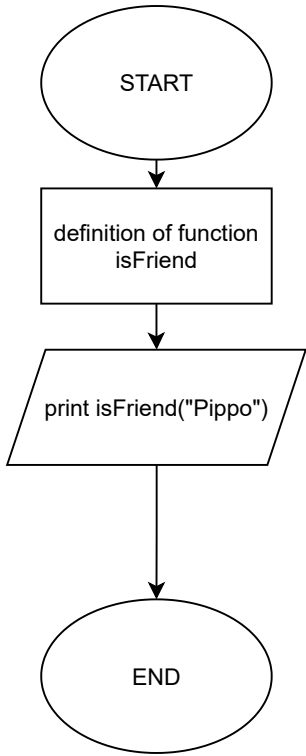 START
definition of function
isFriend
print isFriend("Pippo")
END